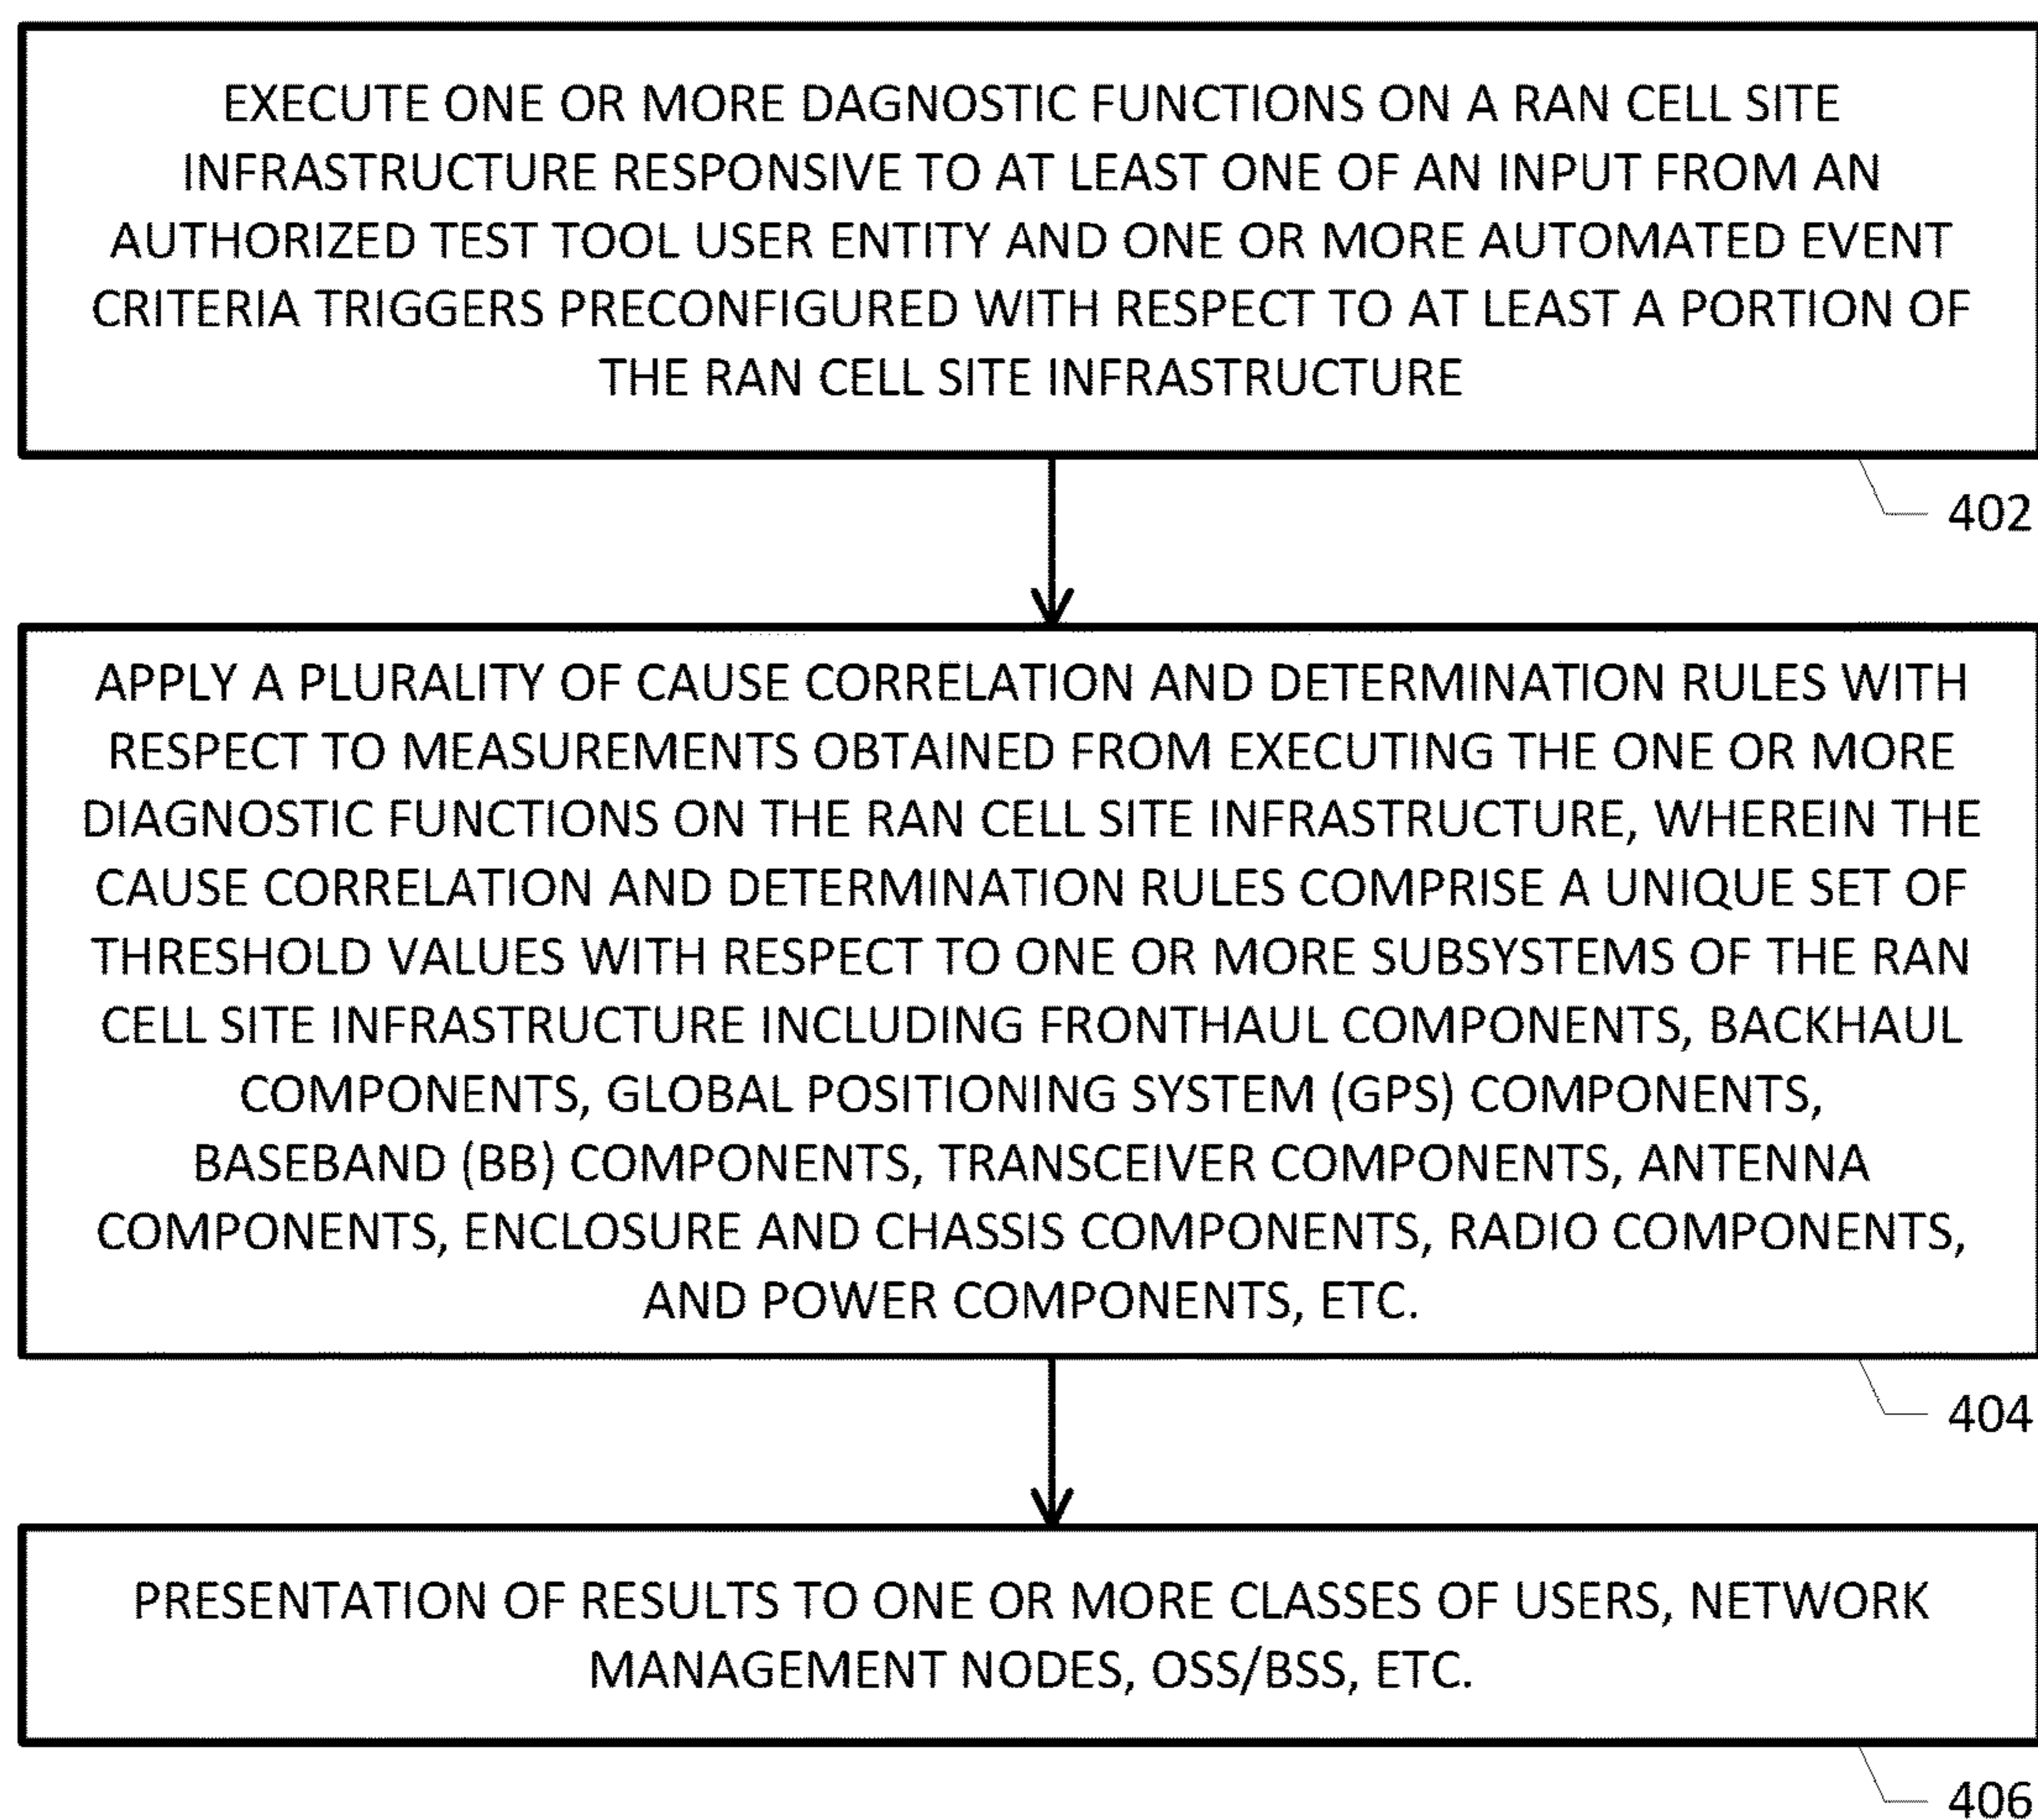 EXECUTE ONE OR MORE DAGNOSTIC FUNCTIONS ON A RAN CELL SITE
INFRASTRUCTURE RESPONSIVE TO AT LEAST ONE OF AN INPUT FROM AN
AUTHORIZED TEST TOOL USER ENTITY AND ONE OR MORE AUTOMATED EVENT
CRITERIA TRIGGERS PRECONFIGURED WITH RESPECT TO AT LEAST A PORTION OF
THE RAN CELL SITE INFRASTRUCTURE
402
APPLY A PLURALITY OF CAUSE CORRELATION AND DETERMINATION RULES WITH
RESPECT TO MEASUREMENTS OBTAINED FROM EXECUTING THE ONE OR MORE
DIAGNOSTIC FUNCTIONS ON THE RAN CELL SITE INFRASTRUCTURE, WHEREIN THE
CAUSE CORRELATION AND DETERMINATION RULES COMPRISE A UNIQUE SET OF
THRESHOLD VALUES WITH RESPECT TO ONE OR MORE SUBSYSTEMS OF THE RAN
CELL SITE INFRASTRUCTURE INCLUDING FRONTHAUL COMPONENTS, BACKHAUL
COMPONENTS, GLOBAL POSITIONING SYSTEM (GPS) COMPONENTS,
BASEBAND (BB) COMPONENTS, TRANSCEIVER COMPONENTS, ANTENNA
COMPONENTS, ENCLOSURE AND CHASSIS COMPONENTS, RADIO COMPONENTS,
AND POWER COMPONENTS, ETC.
404
PRESENTATION OF RESULTS TO ONE OR MORE CLASSES OF USERS, NETWORK
MANAGEMENT NODES, OSS/BSS, ETC.
406